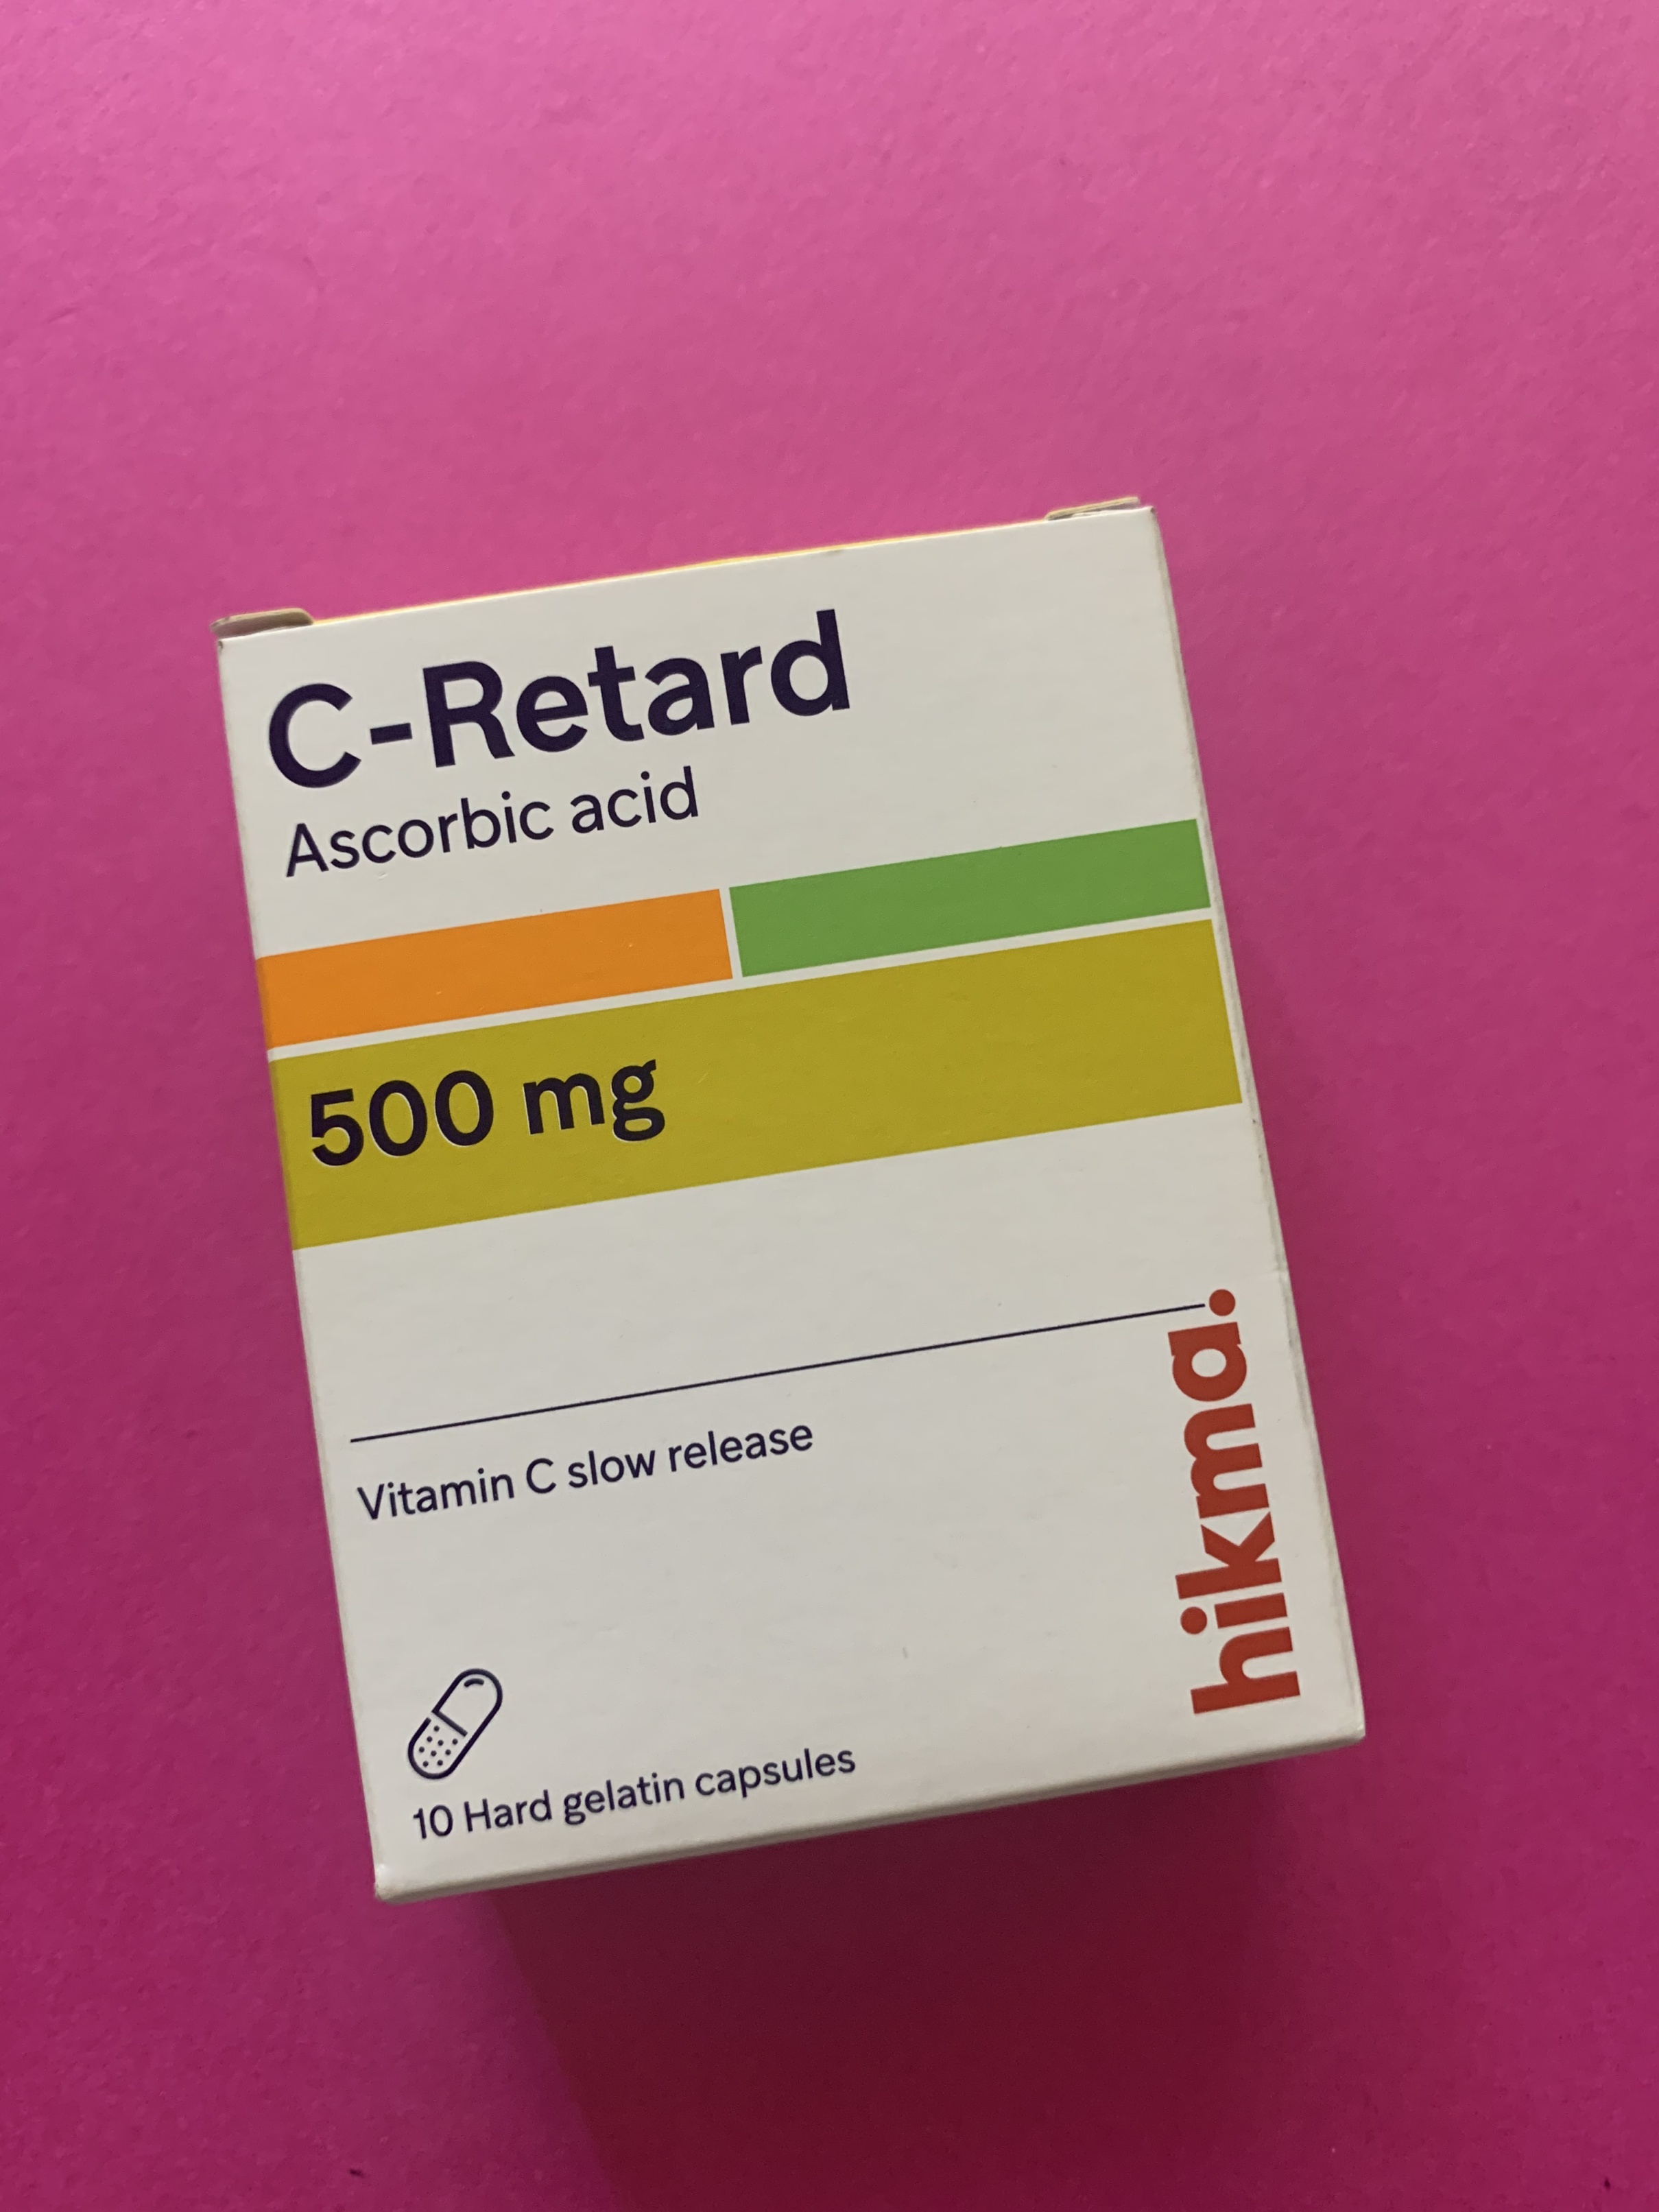 C-Retard
Ascorbic acid
500 mg
Vitamin C slow release
hikma.
10 Hard gelatin capsules